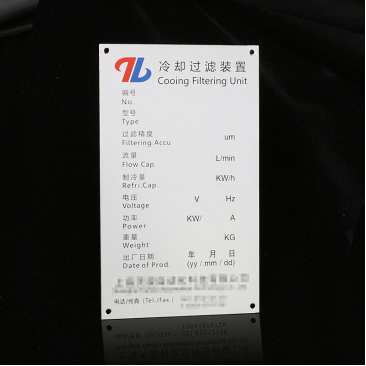 冷却过滤装置
Cooing Filtering Unit
编号
No.
型号
Type
过滤精度
Filtering Accu um
流量
Flow Cap. L/min
制冷量
Refri.Cap. KW/h
电压
Voltage V Hz
功率
Power KW/ A
重量
Weight KG
出厂日期 年 月 日
Date of Prod. (yy/mm/dd)
电话/传真 (Tel./Fax.)